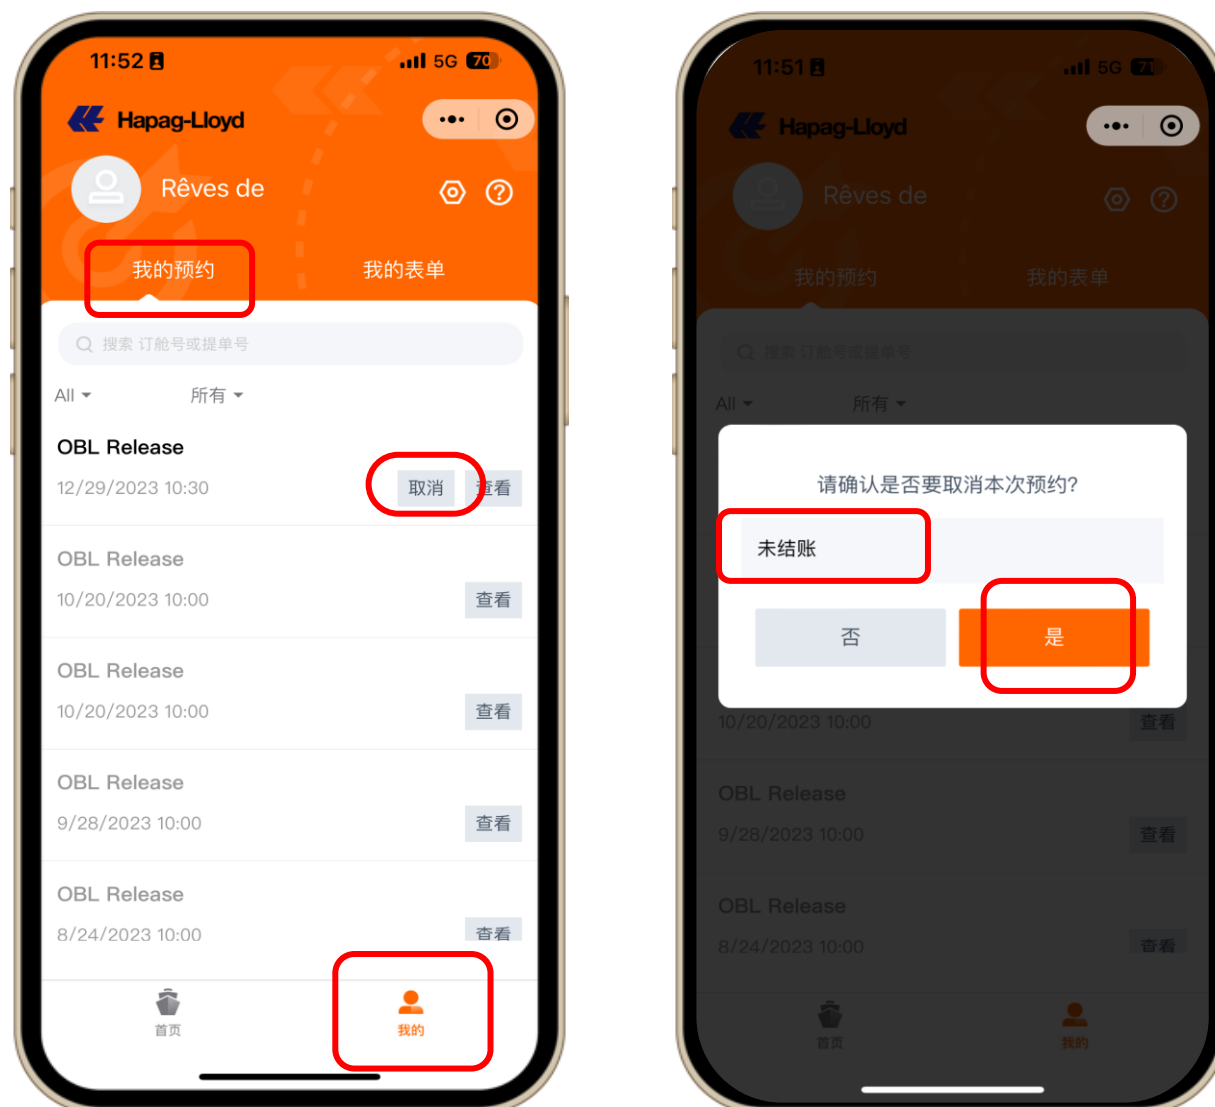 11:52
5G 70
Hapag-Lloyd
Rêves de
我的预约 我的表单
搜索 订舱号或提单号
All 所有
OBL Release
12/29/2023 10:30 取消 查看
OBL Release
10/20/2023 10:00 查看
OBL Release
10/20/2023 10:00 查看
OBL Release
9/28/2023 10:00 查看
OBL Release
8/24/2023 10:00 查看
首页 我的
11:51
5G 71
Hapag-Lloyd
Rêves de
我的预约 我的表单
搜索 订舱号或提单号
All 所有
请确认是否要取消本次预约?
未结账
否 是
10/20/2023 10:00 查看
OBL Release
9/28/2023 10:00 查看
OBL Release
8/24/2023 10:00 查看
首页 我的